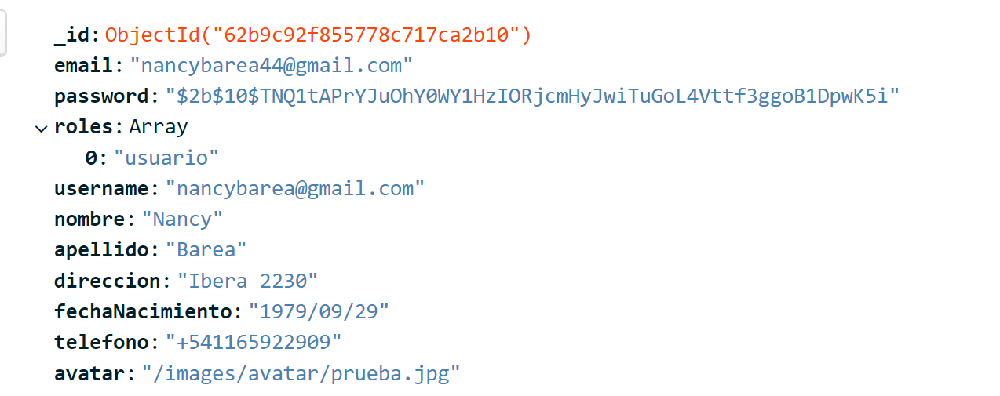 _id: ObjectId("62b9c92f855778c717ca2b10")
email: "nancybarea44@gmail.com"
password: "$2b$10$TNQ1tAPrYJuOhY0WY1HzIORjcmHyJwiTuGoL4Vttf3ggoB1DpwK5i"
roles: Array
0: "usuario"
username: "nancybarea@gmail.com"
nombre: "Nancy"
apellido: "Barea"
direccion: "Ibera 2230"
fechaNacimiento: "1979/09/29"
telefono: "+541165922909"
avatar: "/images/avatar/prueba.jpg"